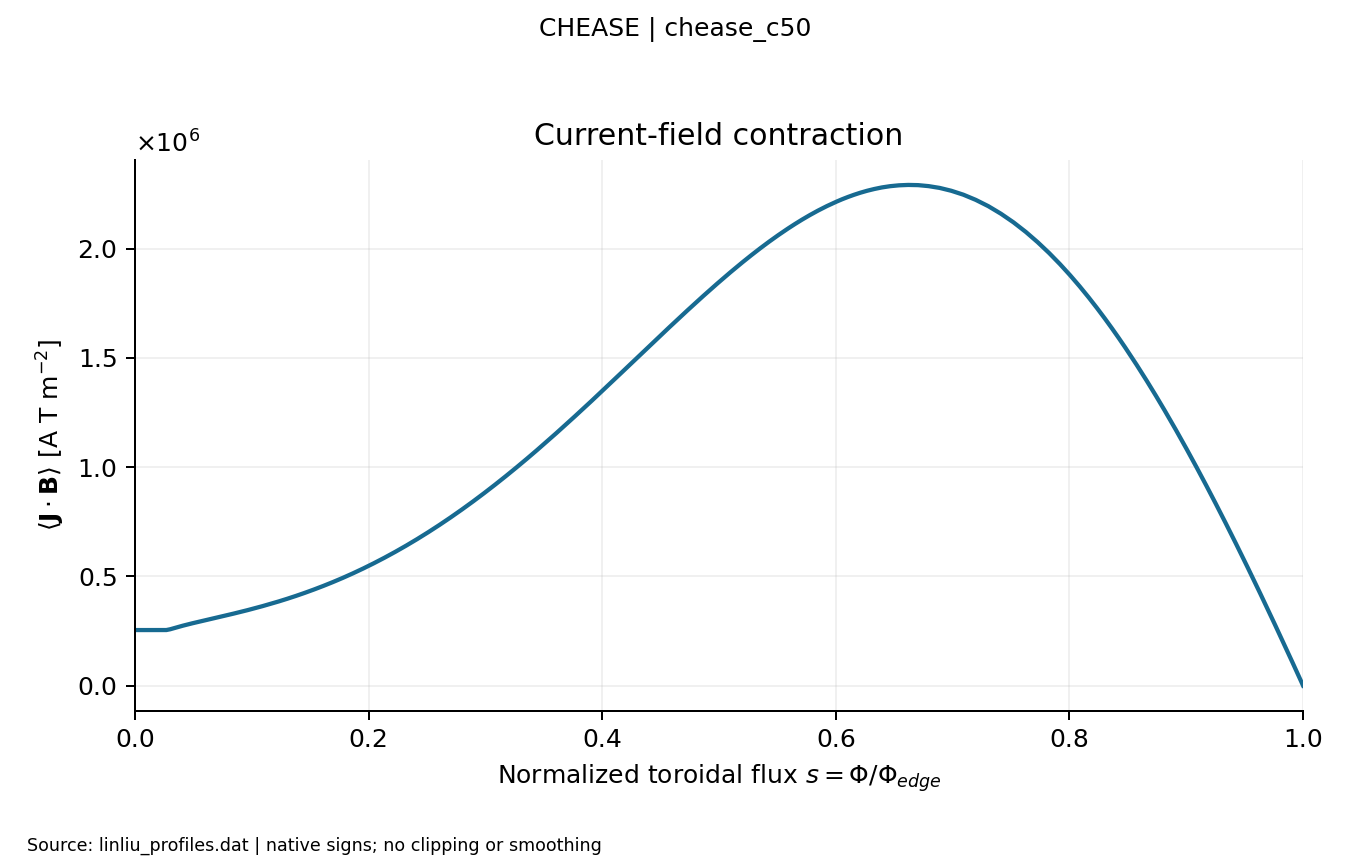 CHEASE | chease_c50
Current-field contraction
×10⁶
2.0
1.5
1.0
0.5
0.0
⟨J · B⟩ [A T m⁻²]
0.0 0.2 0.4 0.6 0.8 1.0
Normalized toroidal flux s = Φ/Φ_edge
Source: linliu_profiles.dat | native signs; no clipping or smoothing